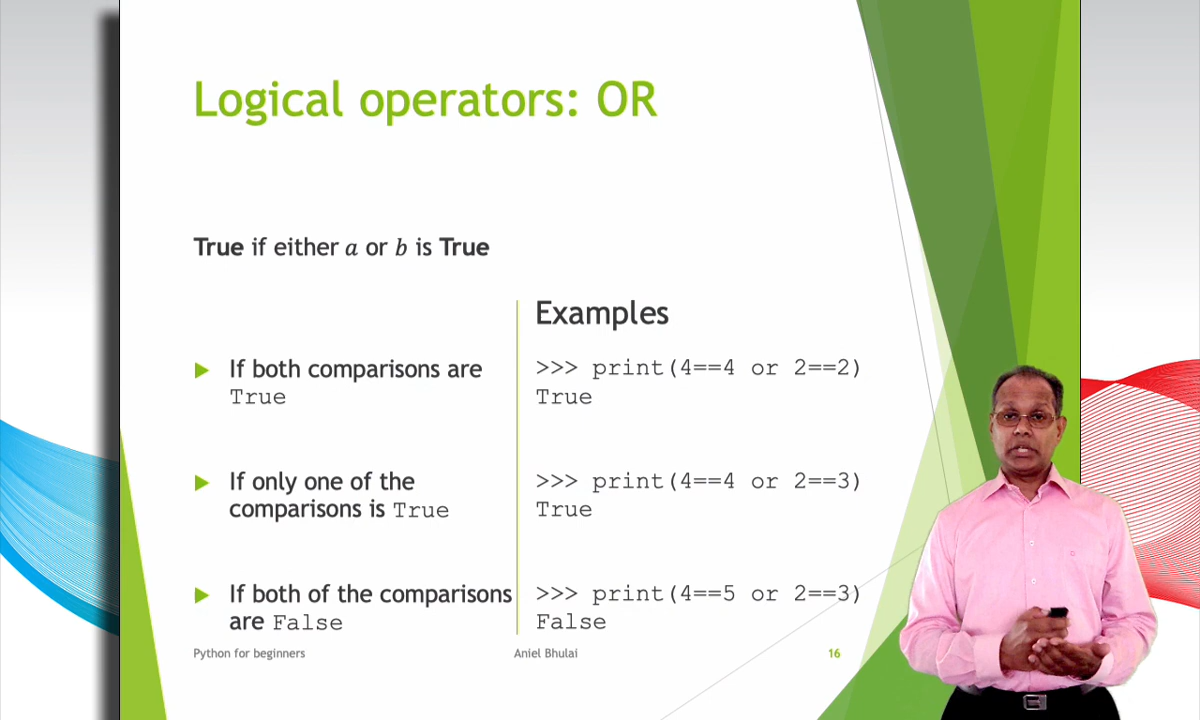 Logical operators: OR
True if either a or b is True
Examples
If both comparisons are
True
>>> print(4==4 or 2==2)
True
If only one of the
comparisons is True
>>> print(4==4 or 2==3)
True
If both of the comparisons
are False
>>> print(4==5 or 2==3)
False
Python for beginners
Aniel Bhulai
16